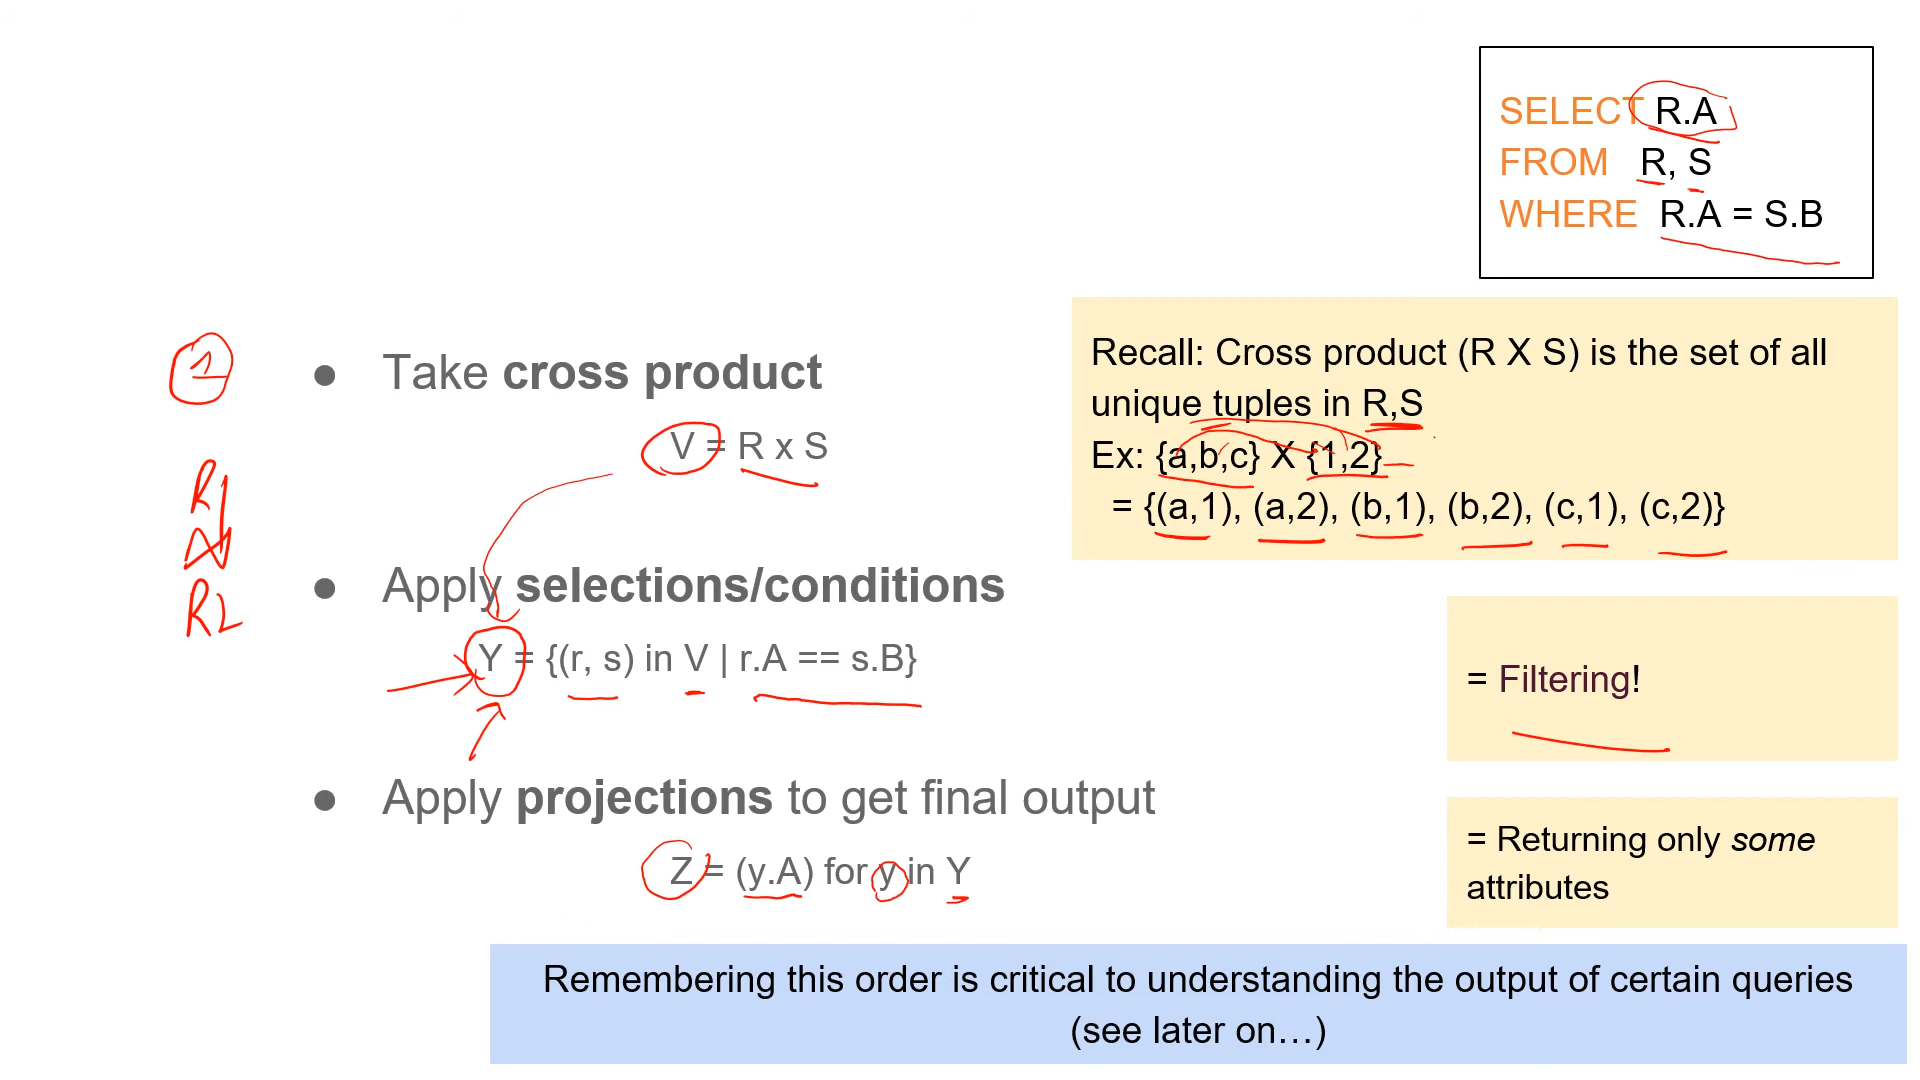 SELECT R.A
FROM R, S
WHERE R.A = S.B
1
● Take cross product
V = R x S
Recall: Cross product (R X S) is the set of all
unique tuples in R,S
Ex: {a,b,c} X {1,2}
= {(a,1), (a,2), (b,1), (b,2), (c,1), (c,2)}
R1
⋈
R2
● Apply selections/conditions
Y = {(r, s) in V | r.A == s.B}
= Filtering!
● Apply projections to get final output
Z = (y.A) for y in Y
= Returning only some
attributes
Remembering this order is critical to understanding the output of certain queries
(see later on…)